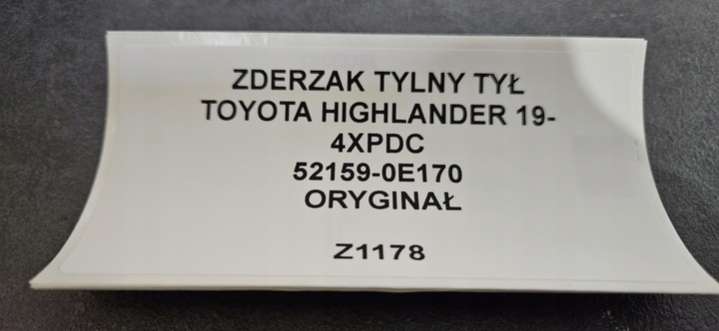 ZDERZAK TYLNY TYŁ
TOYOTA HIGHLANDER 19-
4XPDC
52159-0E170
ORYGINAŁ
Z1178